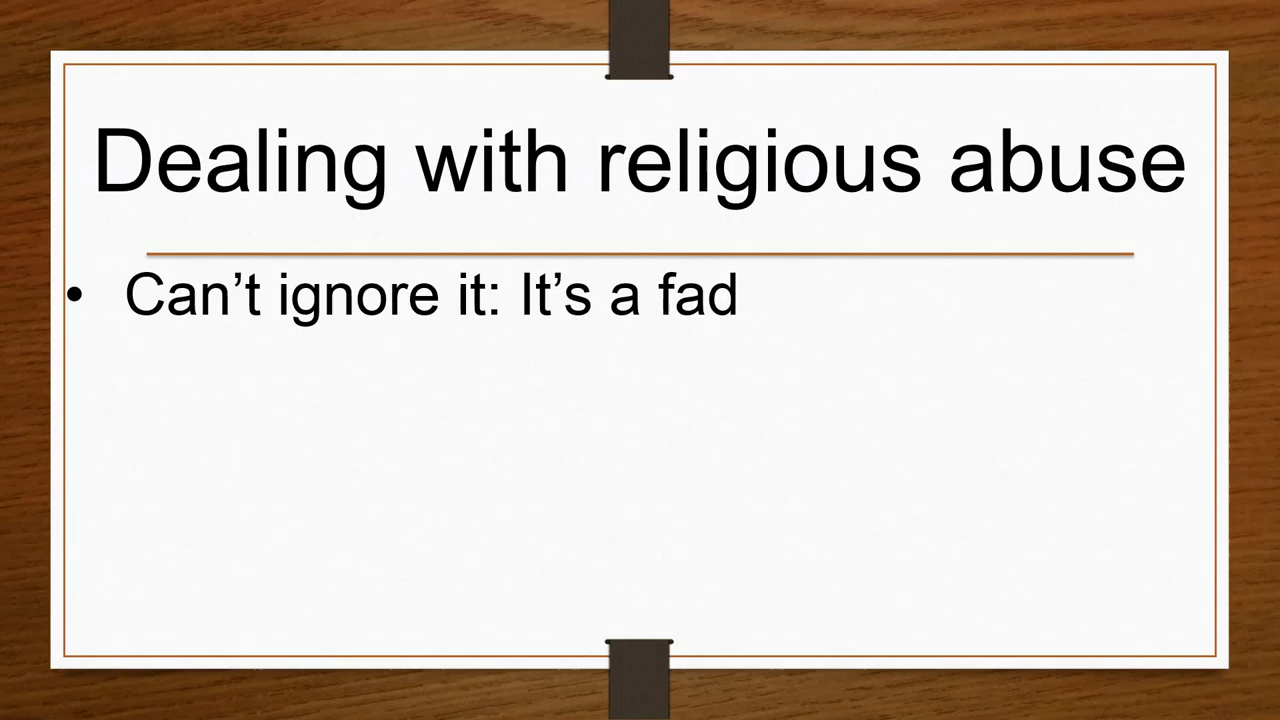 Dealing with religious abuse
• Can’t ignore it: It’s a fad